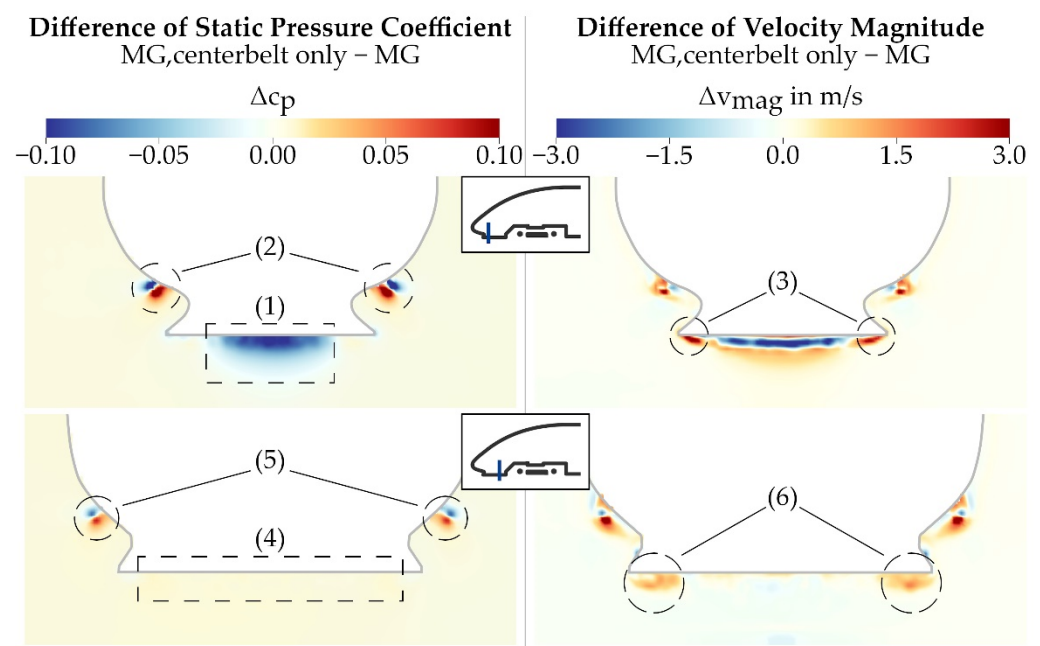 Difference of Static Pressure Coefficient
MG,centerbelt only – MG
Δcp
−0.10 −0.05 0.00 0.05 0.10
Difference of Velocity Magnitude
MG,centerbelt only – MG
Δvmag in m/s
−3.0 −1.5 0.0 1.5 3.0
(2)
(1)
(3)
(5)
(4)
(6)